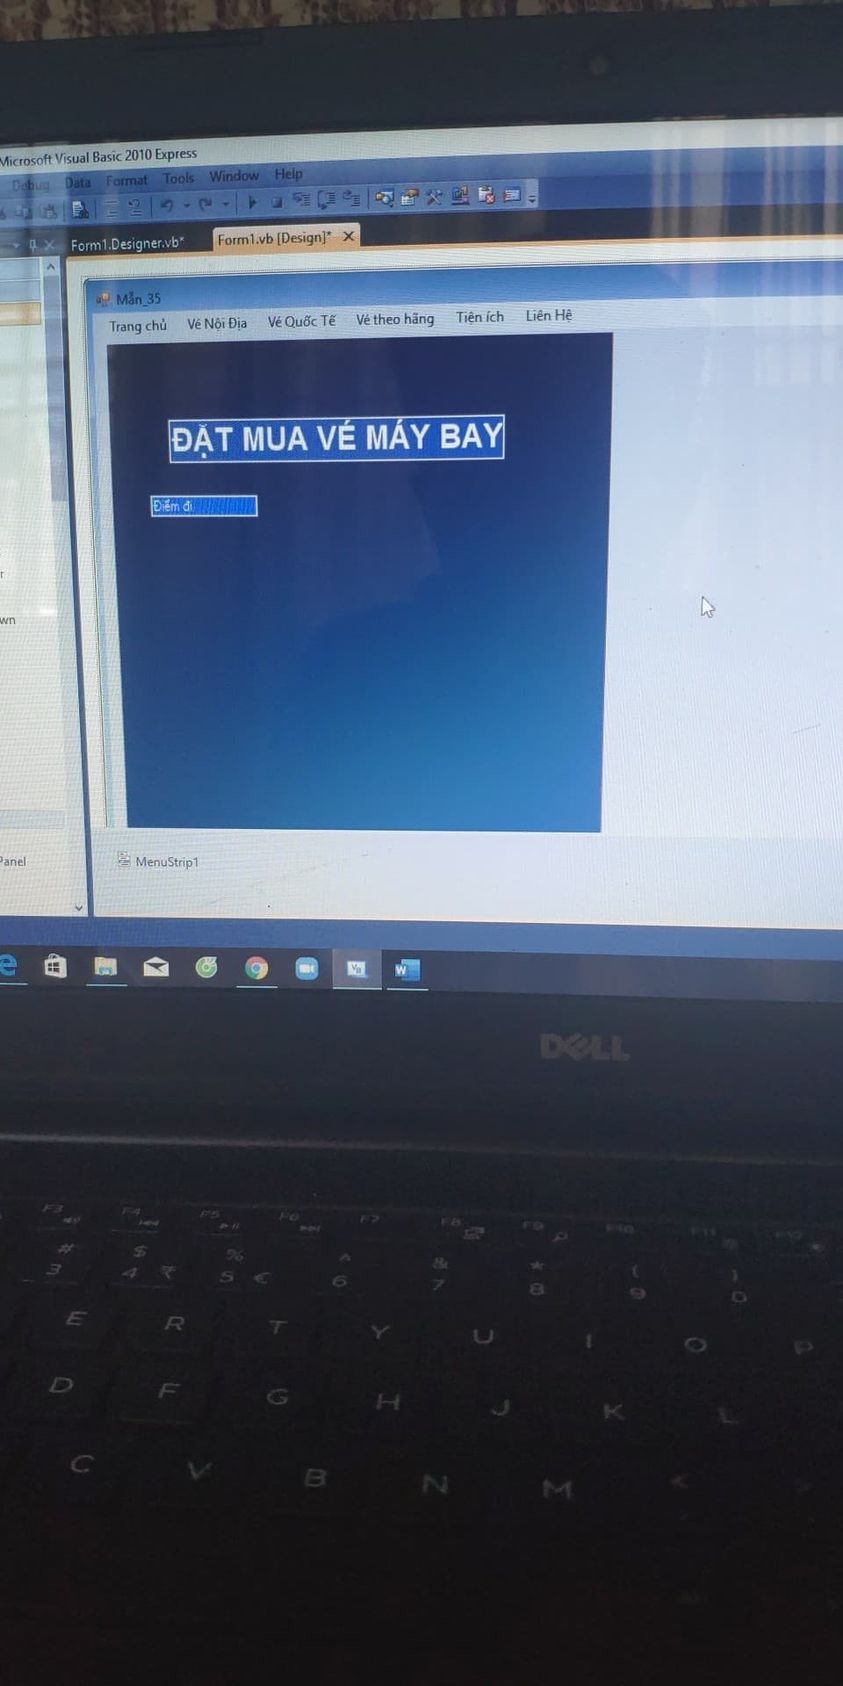 Microsoft Visual Basic 2010 Express
Debug Data Format Tools Window Help
Form1.Designer.vb* Form1.vb [Design]*
Mẫn_35
Trang chủ Vé Nội Địa Vé Quốc Tế Vé theo hãng Tiện ích Liên Hệ
ĐẶT MUA VÉ MÁY BAY
Điểm đi
r
wn
Panel
MenuStrip1
DELL
F3 F4 F5 F6 F7 F8 F9 F10 F11
# $ % ^ & * ( )
3 4 ₹ 5 € 6 7 8 9 0
E R T Y U I O P
D F G H J K L
C V B N M <